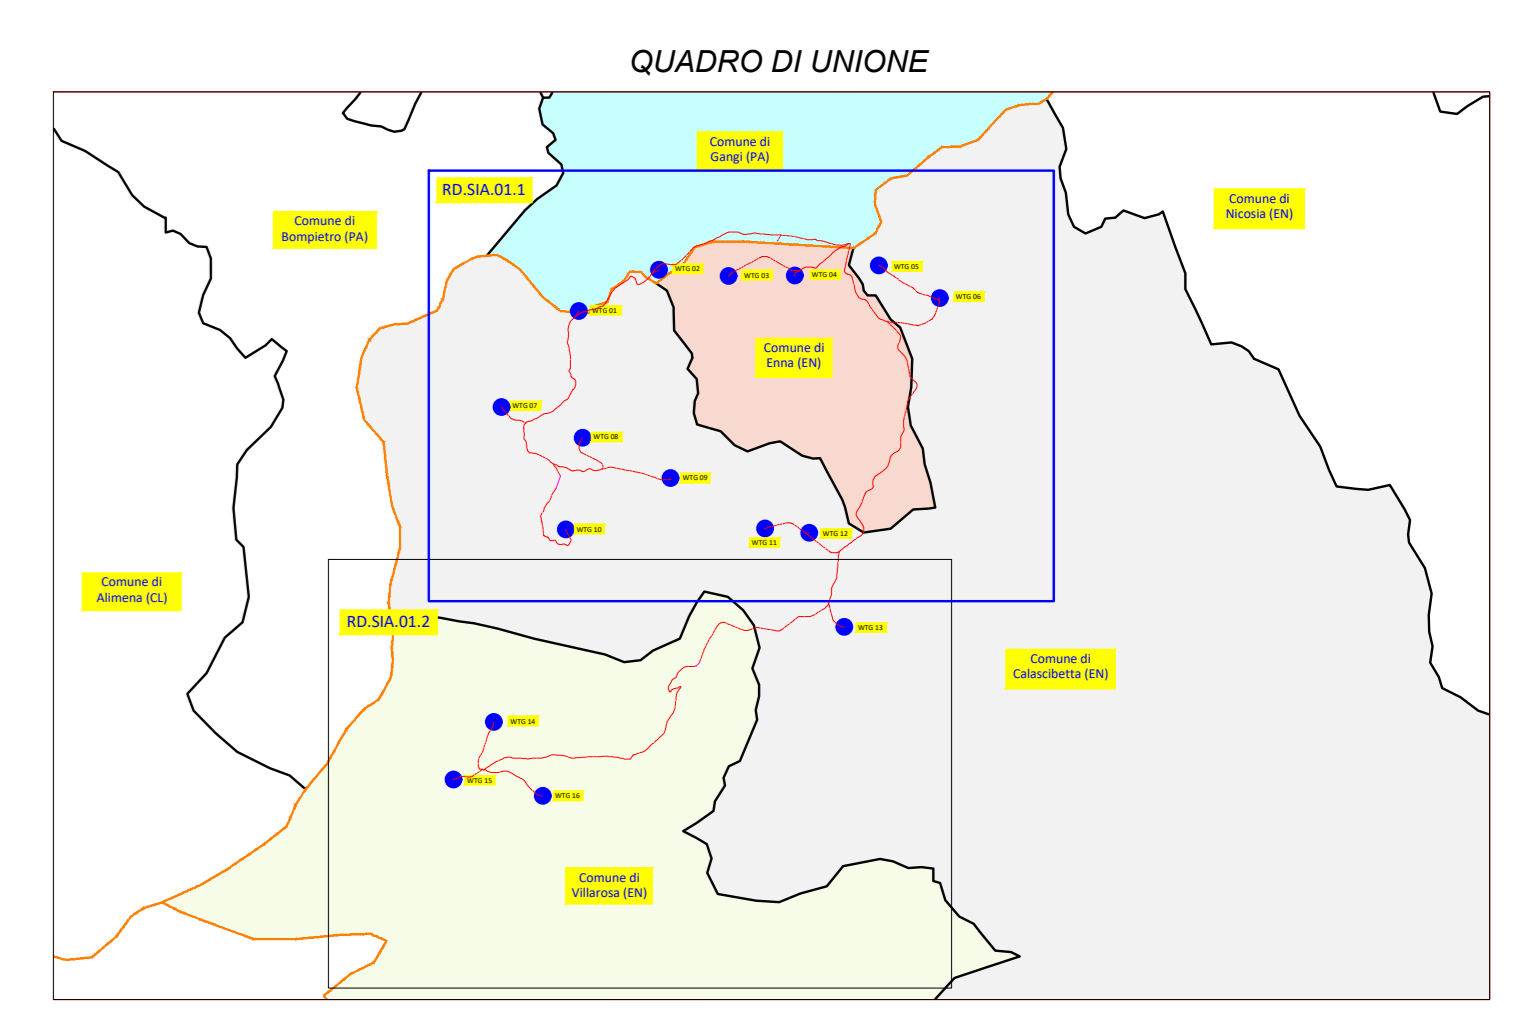 QUADRO DI UNIONE
Comune di
Gangi (PA)
RD.SIA.01.1
Comune di
Nicosia (EN)
Comune di
Bompietro (PA)
WTG 02
WTG 03
WTG 04
WTG 05
WTG 06
WTG 01
Comune di
Enna (EN)
WTG 07
WTG 08
WTG 09
WTG 10
WTG 11
WTG 12
Comune di
Alimena (CL)
RD.SIA.01.2
WTG 13
Comune di
Calascibetta (EN)
WTG 14
WTG 15
WTG 16
Comune di
Villarosa (EN)